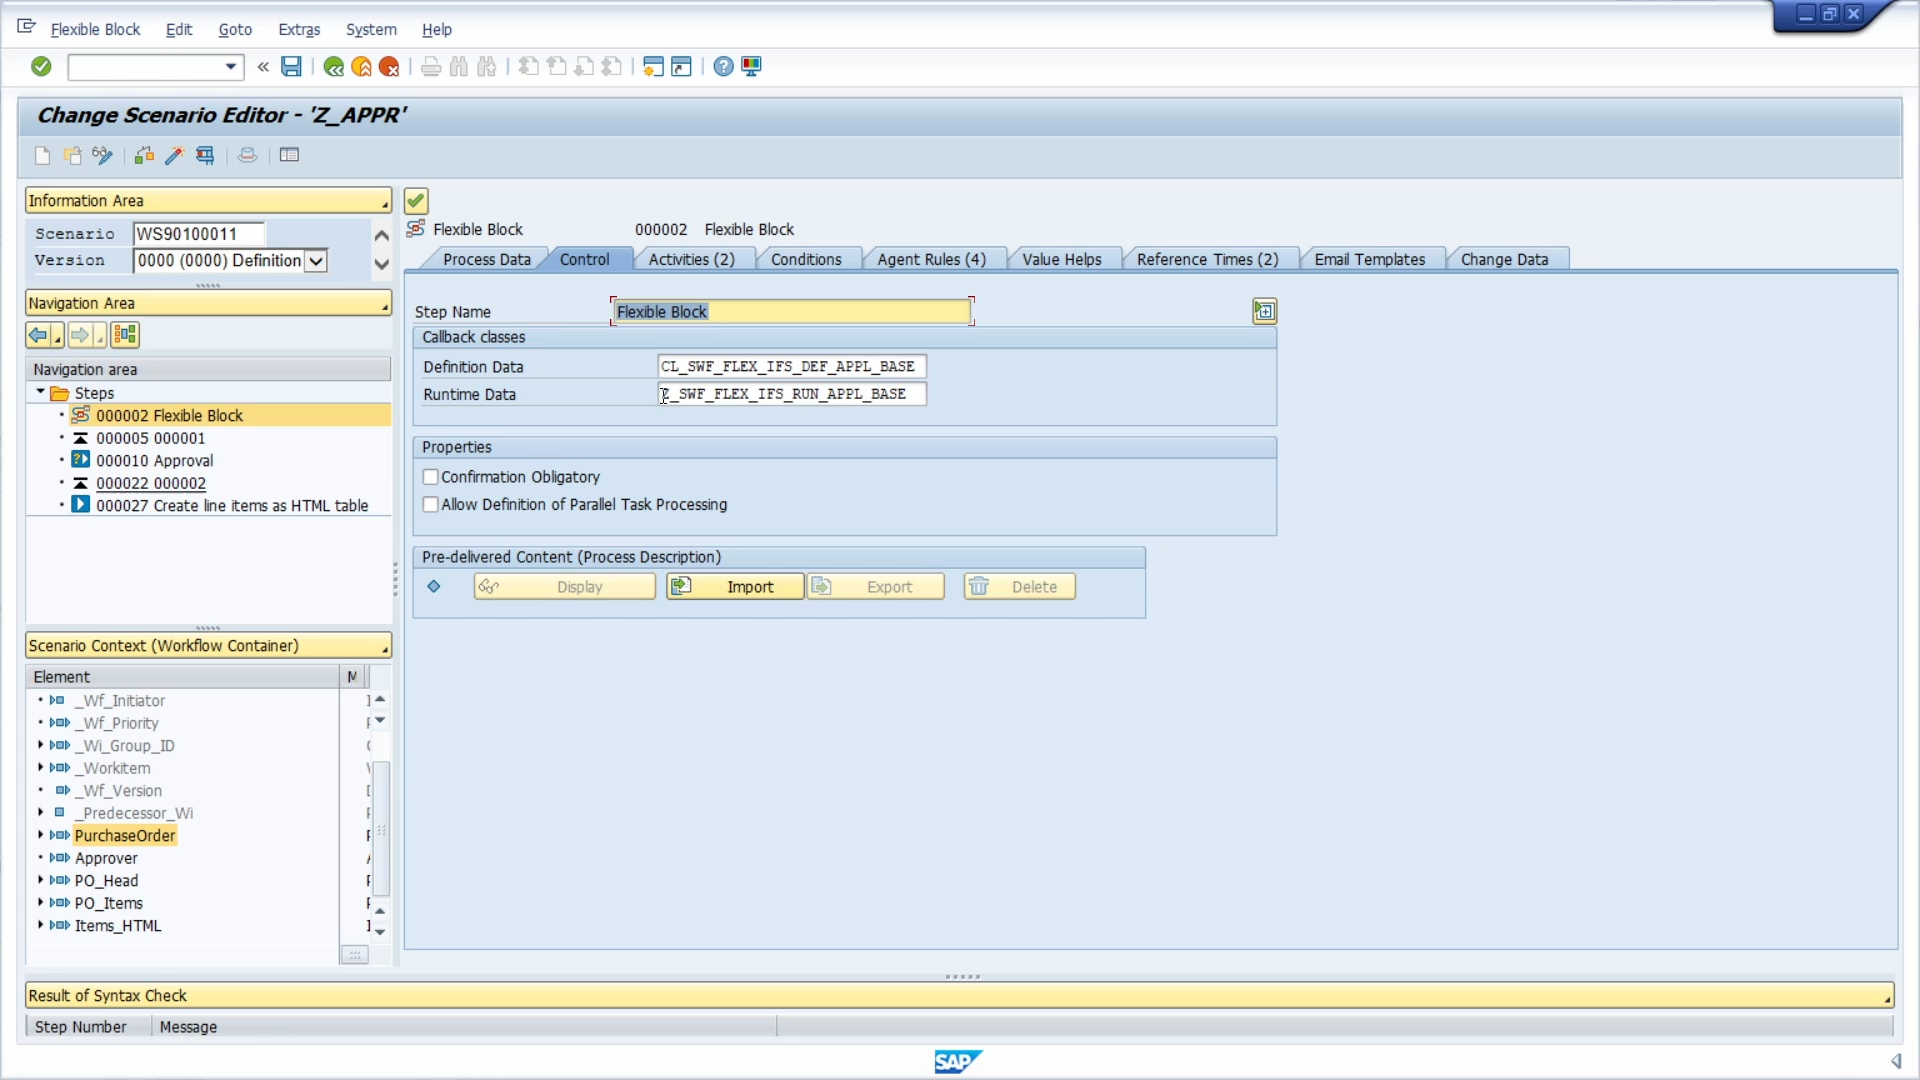 Flexible Block Edit Goto Extras System Help
Change Scenario Editor - 'Z_APPR'
Information Area
Scenario WS90100011
Version 0000 (0000) Definition
Navigation Area
Navigation area
Steps
000002 Flexible Block
000005 000001
000010 Approval
000022 000002
000027 Create line items as HTML table
Scenario Context (Workflow Container)
Element M
_Wf_Initiator
_Wf_Priority
_Wi_Group_ID
_Workitem
_Wf_Version
_Predecessor_Wi
PurchaseOrder
Approver
PO_Head
PO_Items
Items_HTML
Flexible Block 000002 Flexible Block
Process Data Control Activities (2) Conditions Agent Rules (4) Value Helps Reference Times (2) Email Templates Change Data
Step Name Flexible Block
Callback classes
Definition Data CL_SWF_FLEX_IFS_DEF_APPL_BASE
Runtime Data Z_SWF_FLEX_IFS_RUN_APPL_BASE
Properties
Confirmation Obligatory
Allow Definition of Parallel Task Processing
Pre-delivered Content (Process Description)
Display Import Export Delete
Result of Syntax Check
Step Number Message
SAP